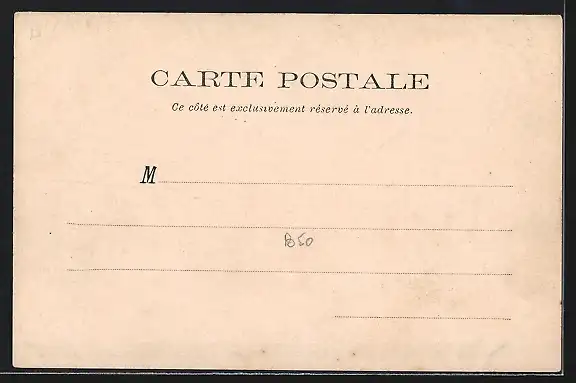 CARTE POSTALE
Ce côté est exclusivement réservé à l'adresse.
M
B50